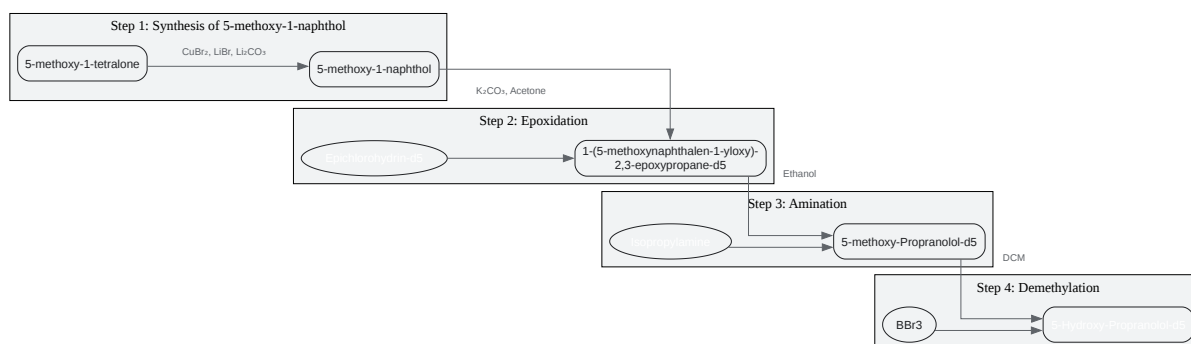 Step 1: Synthesis of 5-methoxy-1-naphthol
5-methoxy-1-tetralone
CuBr₂, LiBr, Li₂CO₃
5-methoxy-1-naphthol
K₂CO₃, Acetone
Step 2: Epoxidation
Epichlorohydrin-d5
1-(5-methoxynaphthalen-1-yloxy)-
2,3-epoxypropane-d5
Ethanol
Step 3: Amination
Isopropylamine
5-methoxy-Propranolol-d5
DCM
Step 4: Demethylation
BBr3
5-Hydroxy-Propranolol-d5